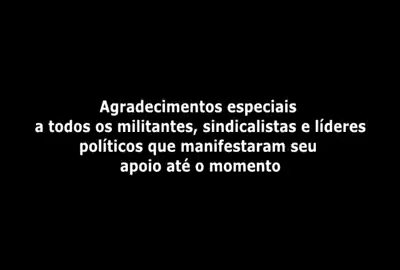 Agradecimentos especiais
a todos os militantes, sindicalistas e líderes
políticos que manifestaram seu
apoio até o momento